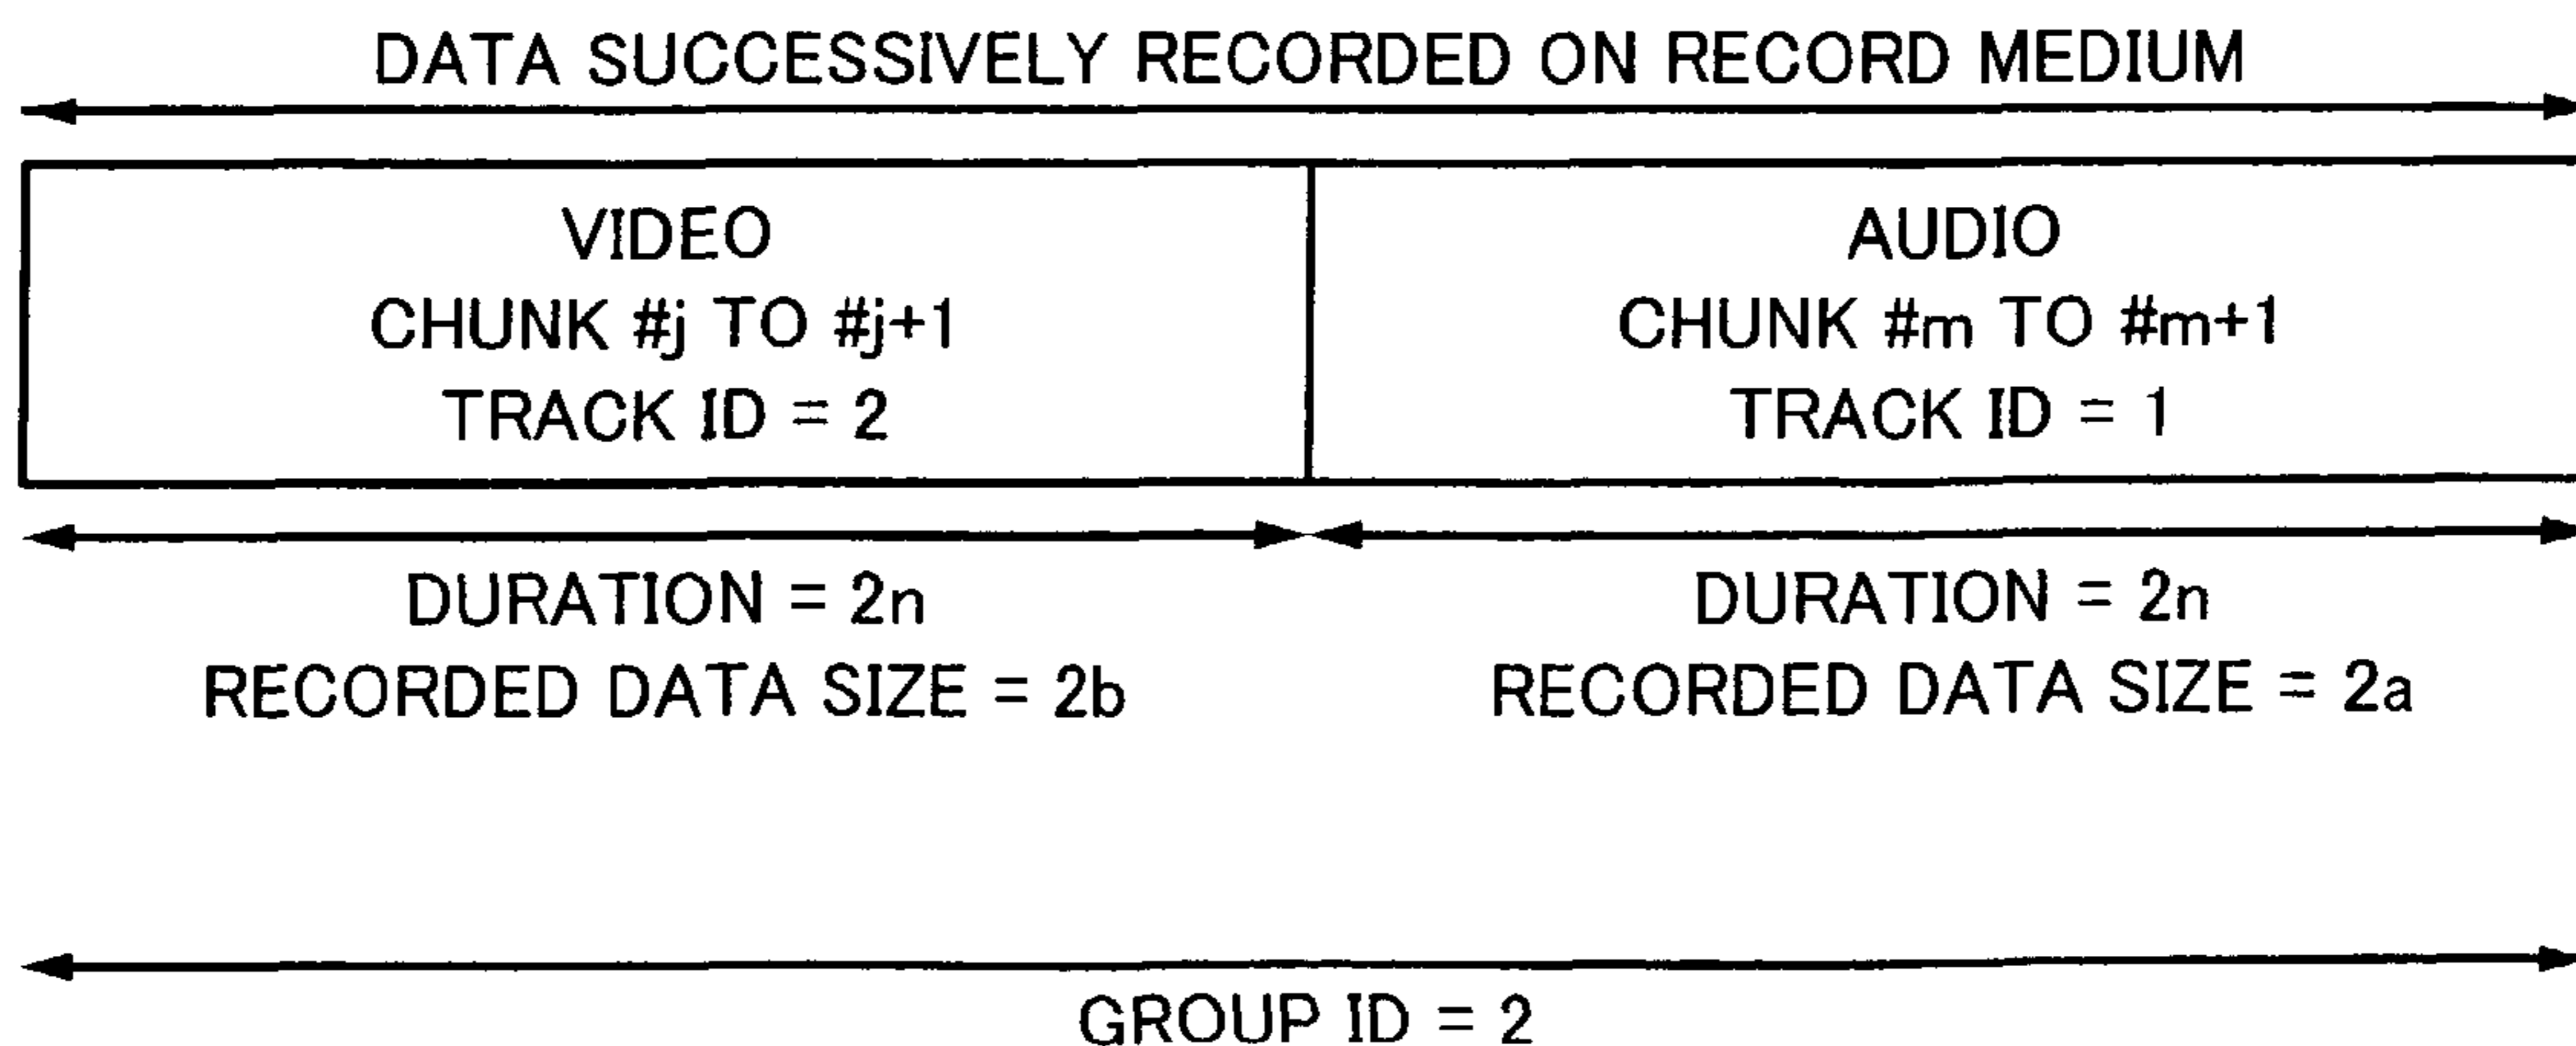 DATA SUCCESSIVELY RECORDED ON RECORD MEDIUM
VIDEO
CHUNK #j TO #j+1
TRACK ID = 2
AUDIO
CHUNK #m TO #m+1
TRACK ID = 1
DURATION = 2n
RECORDED DATA SIZE = 2b
DURATION = 2n
RECORDED DATA SIZE = 2a
GROUP ID = 2